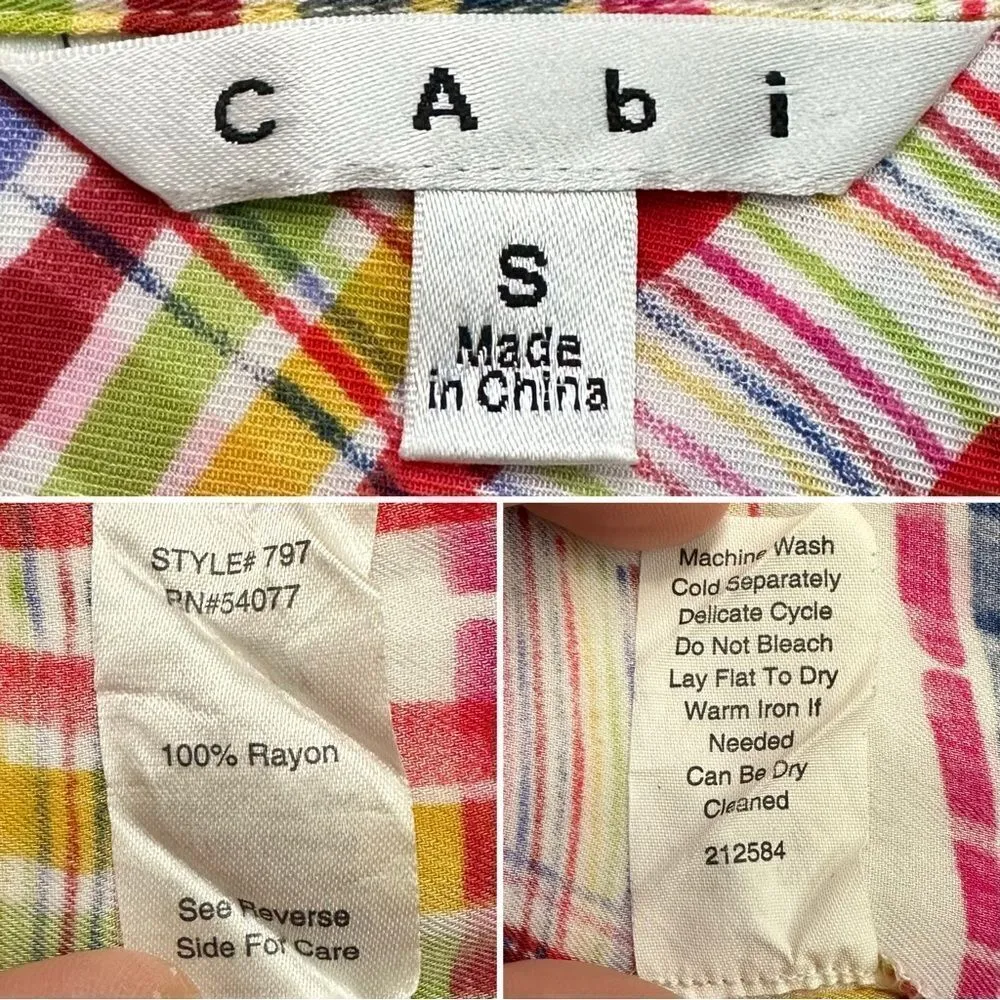 CAbi
S
Made
in China
STYLE# 797
RN#54077
100% Rayon
See Reverse
Side For Care
Machine Wash
Cold Separately
Delicate Cycle
Do Not Bleach
Lay Flat To Dry
Warm Iron If
Needed
Can Be Dry
Cleaned
212584